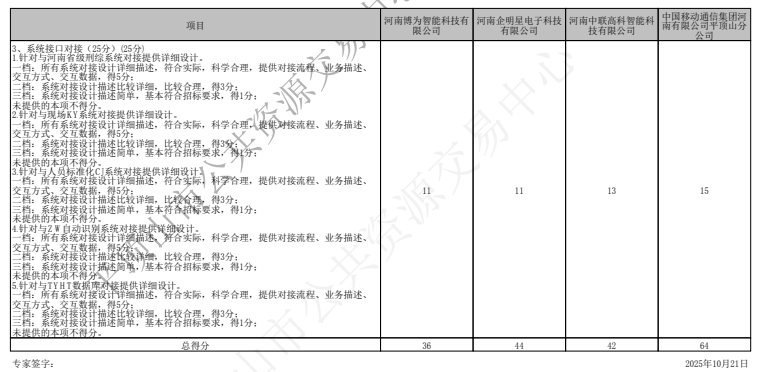 项目
河南博为智能科技有
限公司
河南企明星电子科技
有限公司
河南中联高科智能科
技有限公司
中国移动通信集团河
南有限公司平顶山分
公司
3、系统接口对接（25分）(25分)
1.针对与河南省级刑综系统对接提供详细设计。
一档：所有系统对接设计详细描述，符合实际，科学合理，提供对接流程、业务描述、
交互方式、交互数据，得5分；
二档：系统对接设计描述比较详细，比较合理，得3分；
三档：系统对接设计描述简单，基本符合招标要求，得1分；
未提供的本项不得分。
2.针对与现场KY系统对接提供详细设计。
一档：所有系统对接设计详细描述，符合实际，科学合理，提供对接流程、业务描述、
交互方式、交互数据，得5分；
二档：系统对接设计描述比较详细，比较合理，得3分；
三档：系统对接设计描述简单，基本符合招标要求，得1分；
未提供的本项不得分。
3.针对与人员标准化CJ系统对接提供详细设计。
一档：所有系统对接设计详细描述，符合实际，科学合理，提供对接流程、业务描述、
交互方式、交互数据，得5分；
二档：系统对接设计描述比较详细，比较合理，得3分；
三档：系统对接设计描述简单，基本符合招标要求，得1分；
未提供的本项不得分。
4.针对与ZW自动识别系统对接提供详细设计。
一档：所有系统对接设计详细描述，符合实际，科学合理，提供对接流程、业务描述、
交互方式、交互数据，得5分；
二档：系统对接设计描述比较详细，比较合理，得3分；
三档：系统对接设计描述简单，基本符合招标要求，得1分；
未提供的本项不得分。
5.针对与TYHT数据库对接提供详细设计。
一档：所有系统对接设计详细描述，符合实际，科学合理，提供对接流程、业务描述、
交互方式、交互数据，得5分；
二档：系统对接设计描述比较详细，比较合理，得3分；
三档：系统对接设计描述简单，基本符合招标要求，得1分；
未提供的本项不得分。
11
11
13
15
总得分
36
44
42
64
专家签字：
2025年10月21日
平顶山市公共资源交易中心
山市公共资源交易中心